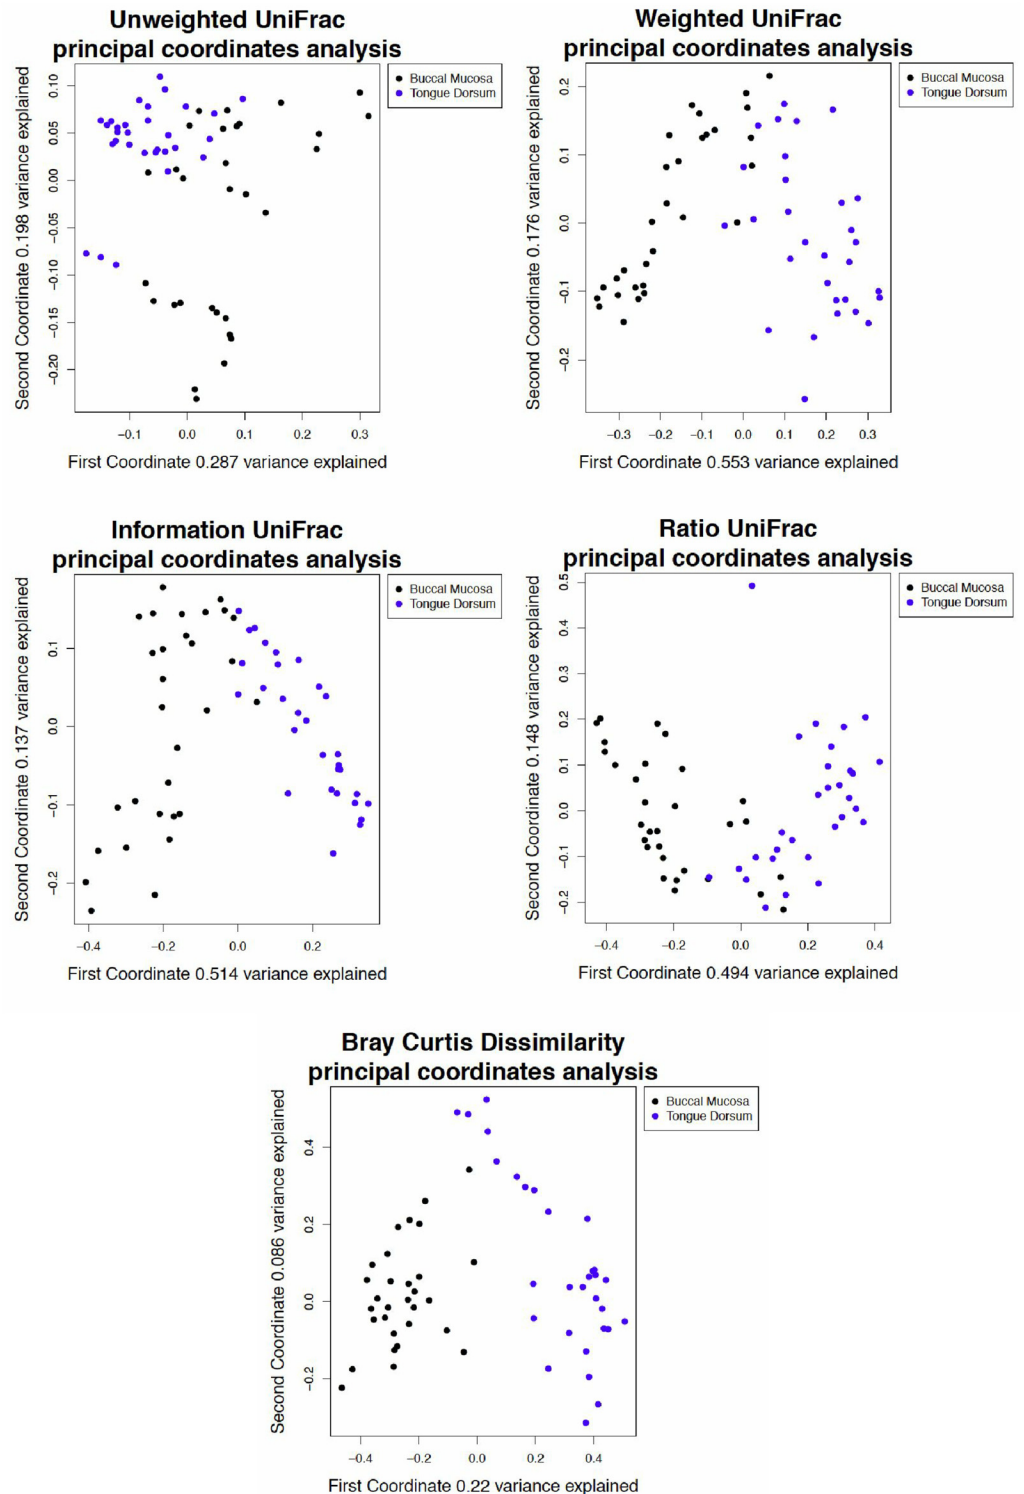 Unweighted UniFrac
principal coordinates analysis
Buccal Mucosa
Tongue Dorsum
Second Coordinate 0.198 variance explained
0.10
0.05
0.00
−0.05
−0.10
−0.15
−0.20
−0.1 0.0 0.1 0.2 0.3
First Coordinate 0.287 variance explained
Weighted UniFrac
principal coordinates analysis
Buccal Mucosa
Tongue Dorsum
Second Coordinate 0.176 variance explained
0.2
0.1
0.0
−0.1
−0.2
−0.3 −0.2 −0.1 0.0 0.1 0.2 0.3
First Coordinate 0.553 variance explained
Information UniFrac
principal coordinates analysis
Buccal Mucosa
Tongue Dorsum
Second Coordinate 0.137 variance explained
0.1
0.0
−0.1
−0.2
−0.4 −0.2 0.0 0.2
First Coordinate 0.514 variance explained
Ratio UniFrac
principal coordinates analysis
Buccal Mucosa
Tongue Dorsum
Second Coordinate 0.148 variance explained
0.5
0.4
0.3
0.2
0.1
0.0
−0.1
−0.2
−0.4 −0.2 0.0 0.2 0.4
First Coordinate 0.494 variance explained
Bray Curtis Dissimilarity
principal coordinates analysis
Buccal Mucosa
Tongue Dorsum
Second Coordinate 0.086 variance explained
0.4
0.2
0.0
−0.2
−0.4 −0.2 0.0 0.2 0.4
First Coordinate 0.22 variance explained